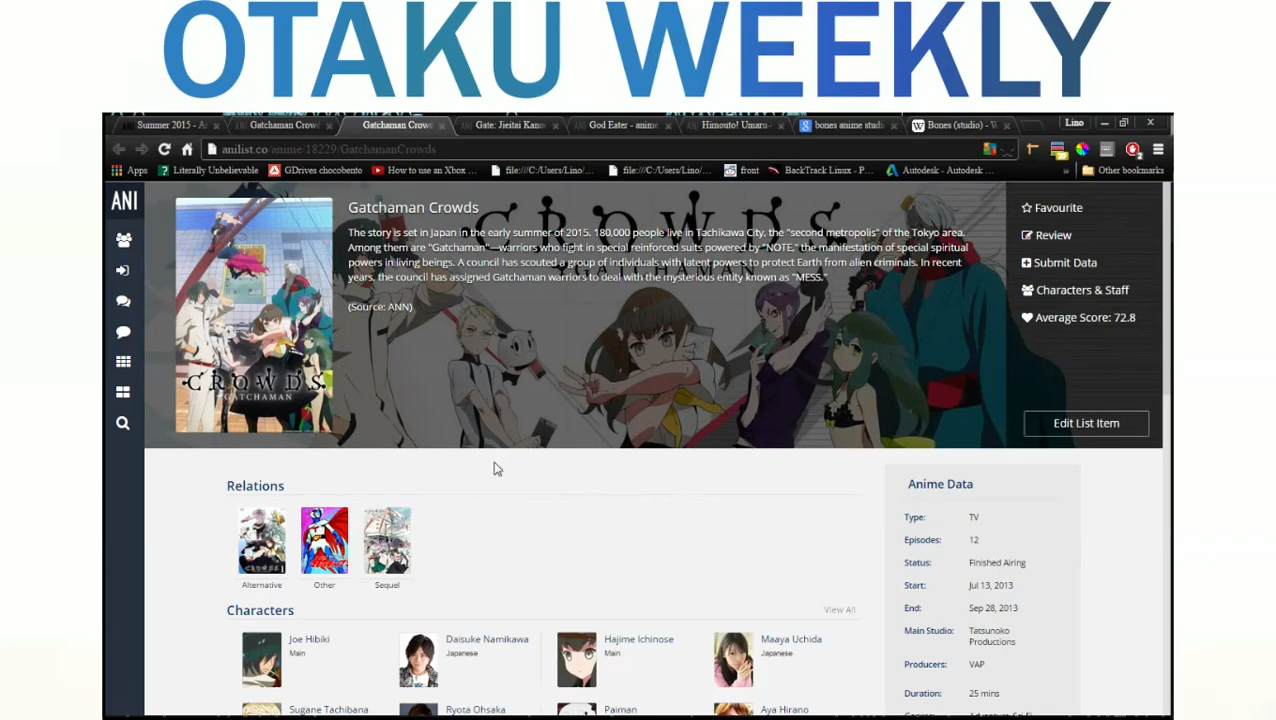 OTAKU WEEKLY
Summer 2015 - A
Gatchaman Crowd
Gatchaman Crowd
Gate: Jieitai Kano
God Eater - anime
Himouto! Umaru-
bones anime studi
Bones (studio) - W
Lino
anilist.co/anime/18229/GatchamanCrowds
Apps
Literally Unbelievable
GDrives chocobento
How to use an Xbox ...
file:///C:/Users/Lino/...
file:///C:/Users/Lino/...
front
BackTrack Linux - P...
Autodesk - Autodesk ...
»
Other bookmarks
ANI
Gatchaman Crowds
The story is set in Japan in the early summer of 2015. 180,000 people live in Tachikawa City, the "second metropolis" of the Tokyo area.
Among them are "Gatchaman"—warriors who fight in special reinforced suits powered by "NOTE," the manifestation of special spiritual
powers in living beings. A council has scouted a group of individuals with latent powers to protect Earth from alien criminals. In recent
years, the council has assigned Gatchaman warriors to deal with the mysterious entity known as "MESS."
(Source: ANN)
CROWDS
GATCHAMAN
CROWDS
GATCHAMAN
Favourite
Review
Submit Data
Characters & Staff
Average Score: 72.8
Edit List Item
Relations
Alternative
Other
Sequel
Characters
View All
Joe Hibiki
Main
Daisuke Namikawa
Japanese
Hajime Ichinose
Main
Maaya Uchida
Japanese
Sugane Tachibana
Ryota Ohsaka
Paiman
Aya Hirano
Anime Data
Type: TV
Episodes: 12
Status: Finished Airing
Start: Jul 13, 2013
End: Sep 28, 2013
Main Studio: Tatsunoko
Productions
Producers: VAP
Duration: 25 mins